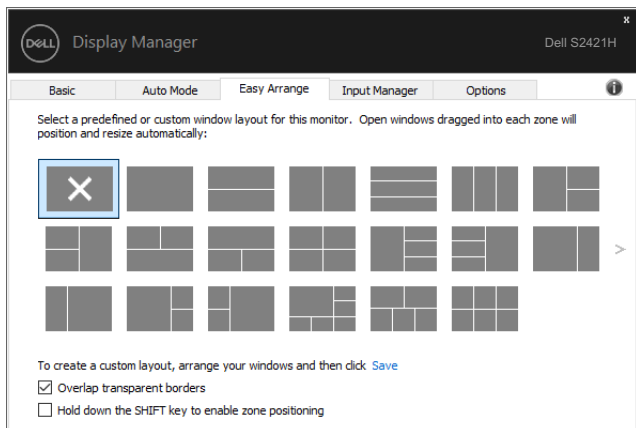 x
DELL Display Manager Dell S2421H
Basic Auto Mode Easy Arrange Input Manager Options i
Select a predefined or custom window layout for this monitor. Open windows dragged into each zone will
position and resize automatically:
>
To create a custom layout, arrange your windows and then click Save
Overlap transparent borders
Hold down the SHIFT key to enable zone positioning